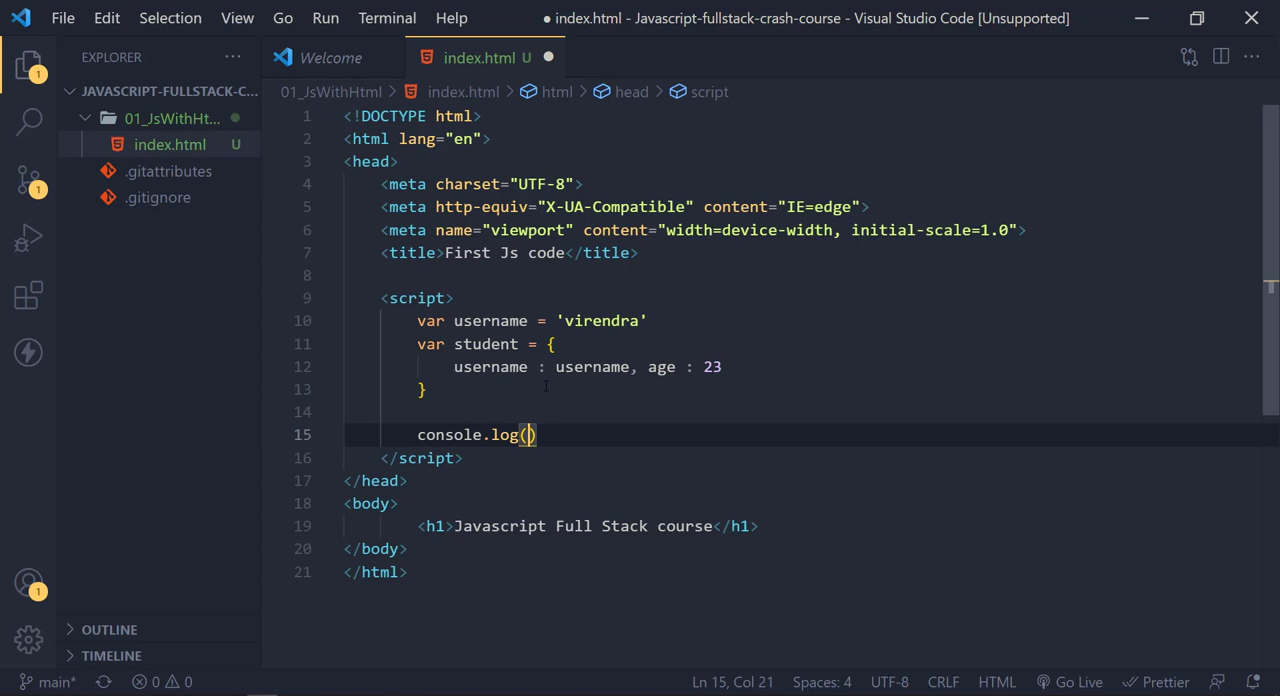 File Edit Selection View Go Run Terminal Help ● index.html - Javascript-fullstack-crash-course - Visual Studio Code [Unsupported]
EXPLORER ...
Welcome
index.html U
JAVASCRIPT-FULLSTACK-C...
01_JsWithHt...
index.html U
.gitattributes
.gitignore
OUTLINE
TIMELINE
1
1
1
01_JsWithHtml > index.html > html > head > script
1 <!DOCTYPE html>
2 <html lang="en">
3 <head>
4 <meta charset="UTF-8">
5 <meta http-equiv="X-UA-Compatible" content="IE=edge">
6 <meta name="viewport" content="width=device-width, initial-scale=1.0">
7 <title>First Js code</title>
8
9 <script>
10 var username = 'virendra'
11 var student = {
12 username : username, age : 23
13 }
14
15 console.log()
16 </script>
17 </head>
18 <body>
19 <h1>Javascript Full Stack course</h1>
20 </body>
21 </html>
main* 0 0 Ln 15, Col 21 Spaces: 4 UTF-8 CRLF HTML Go Live Prettier